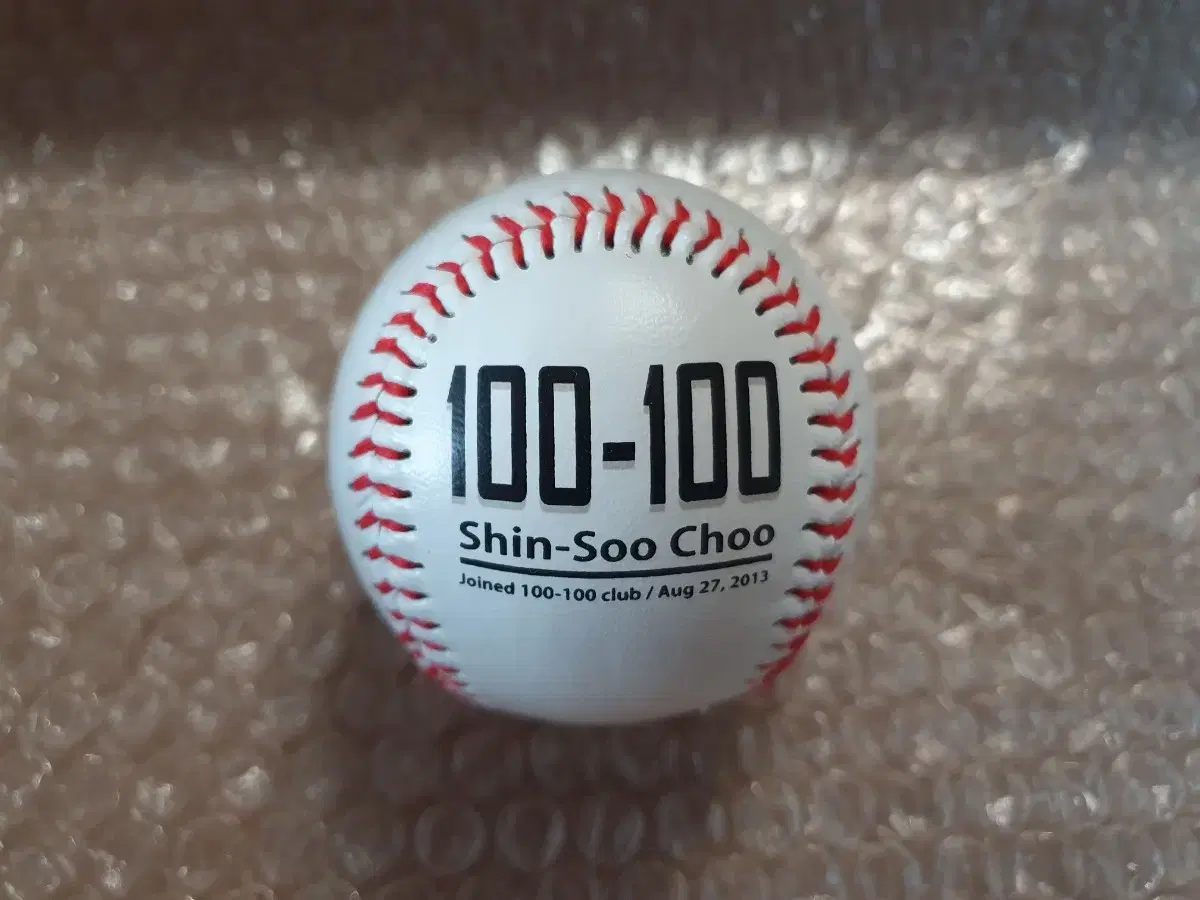 100-100
Shin-Soo Choo
Joined 100-100 club / Aug 27, 2013